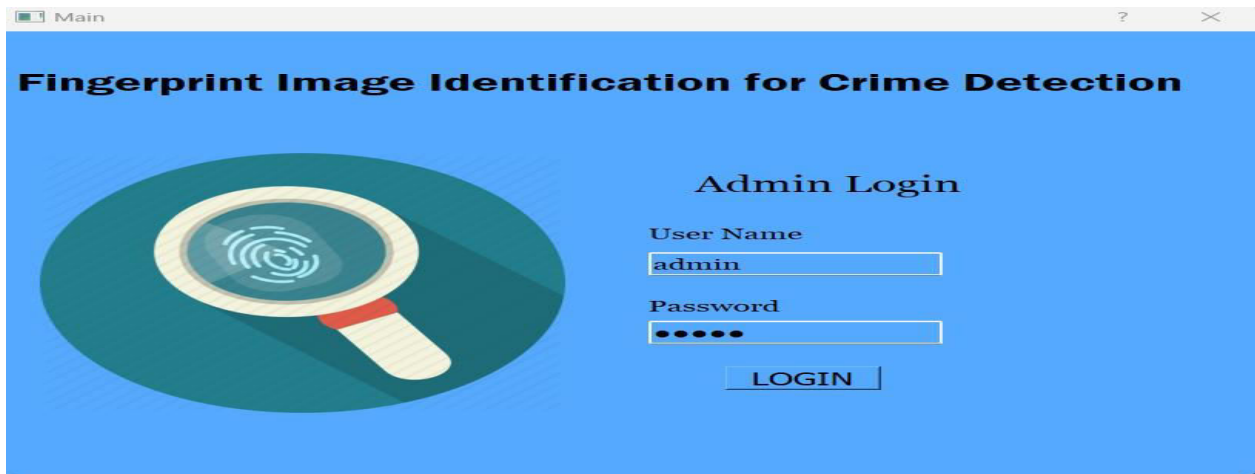 Main
Fingerprint Image Identification for Crime Detection
Admin Login
User Name
admin
Password
●●●●●
LOGIN